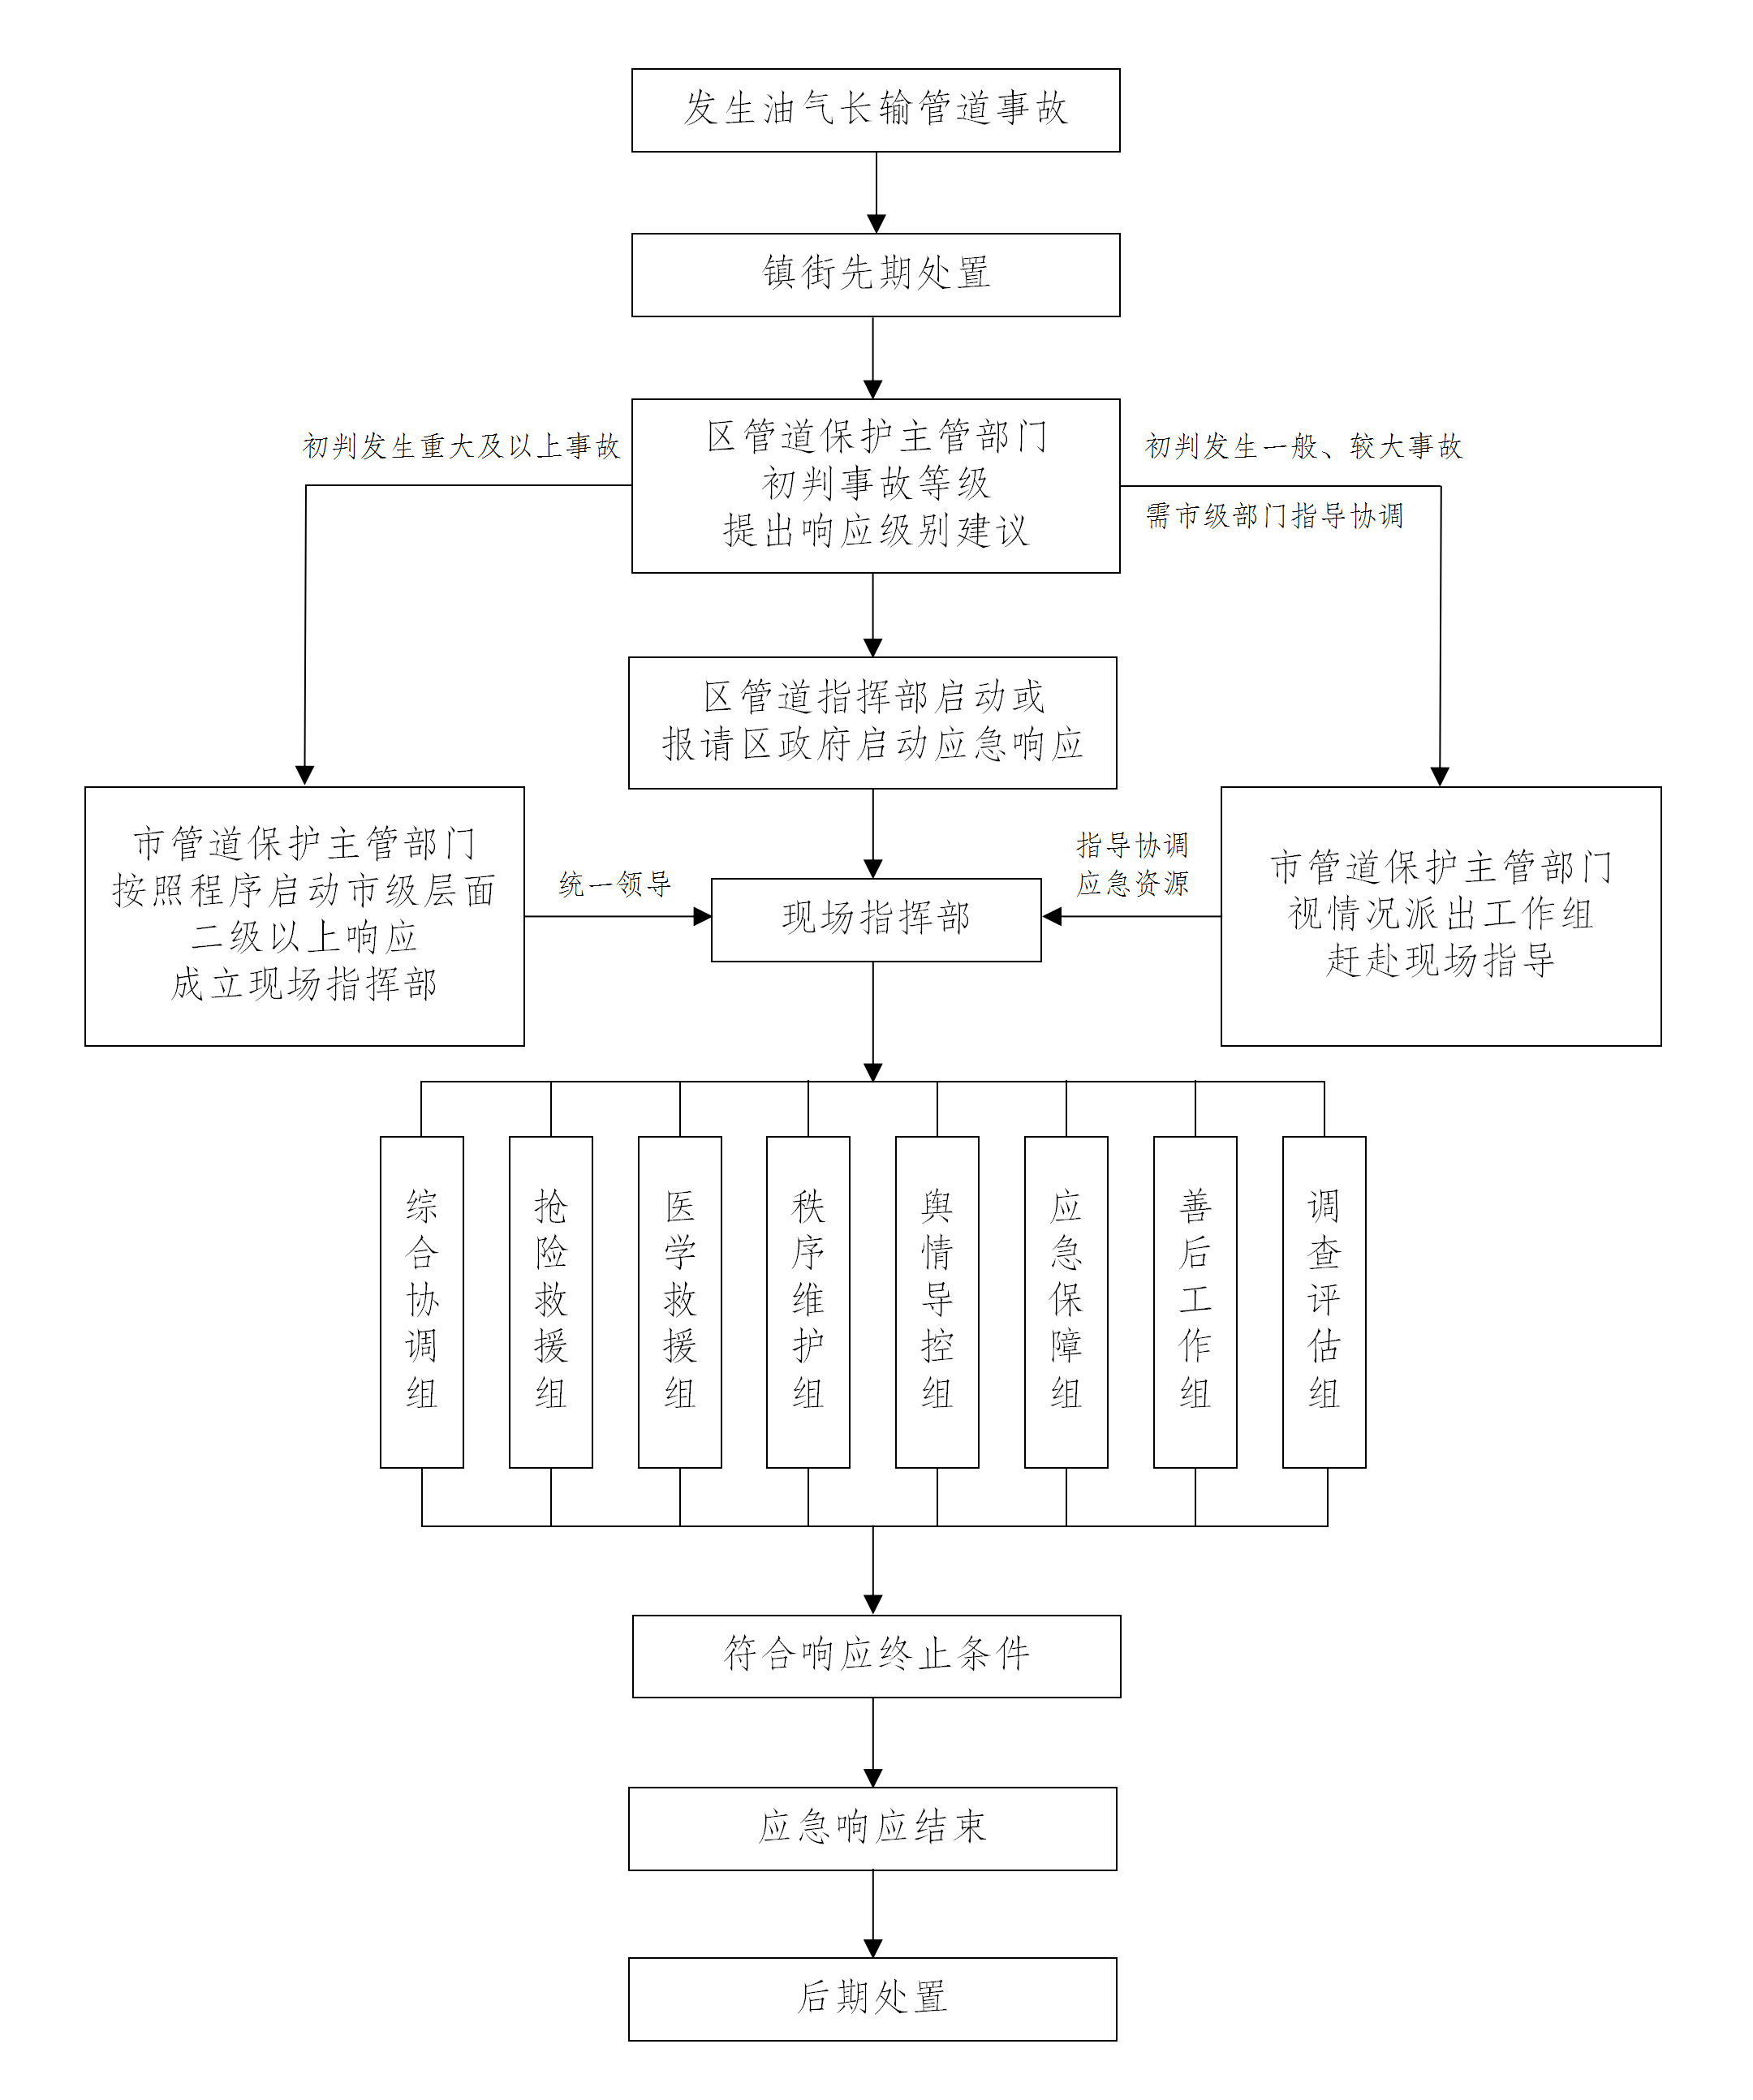 发生油气长输管道事故
镇街先期处置
初判发生重大及以上事故
区管道保护主管部门
初判事故等级
提出响应级别建议
初判发生一般、较大事故
需市级部门指导协调
区管道指挥部启动或
报请区政府启动应急响应
市管道保护主管部门
按照程序启动市级层面
二级以上响应
成立现场指挥部
统一领导
现场指挥部
指导协调
应急资源
市管道保护主管部门
视情况派出工作组
赶赴现场指导
综合协调组
抢险救援组
医学救援组
秩序维护组
舆情导控组
应急保障组
善后工作组
调查评估组
符合响应终止条件
应急响应结束
后期处置